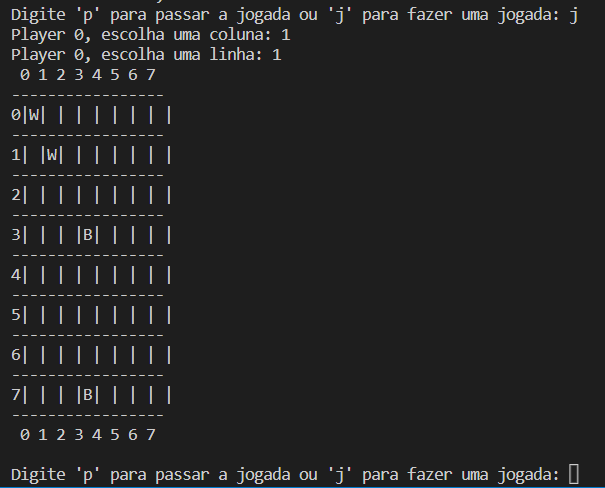 Digite 'p' para passar a jogada ou 'j' para fazer uma jogada: j
Player 0, escolha uma coluna: 1
Player 0, escolha uma linha: 1
 0 1 2 3 4 5 6 7
-----------------
0|W| | | | | | | |
-----------------
1| |W| | | | | | |
-----------------
2| | | | | | | | |
-----------------
3| | | |B| | | | |
-----------------
4| | | | | | | | |
-----------------
5| | | | | | | | |
-----------------
6| | | | | | | | |
-----------------
7| | | |B| | | | |
-----------------
 0 1 2 3 4 5 6 7
Digite 'p' para passar a jogada ou 'j' para fazer uma jogada: